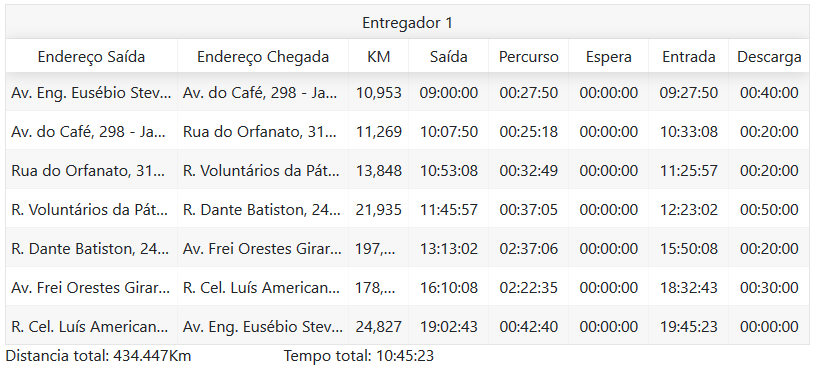 Entregador 1
Endereço Saída Endereço Chegada KM Saída Percurso Espera Entrada Descarga
Av. Eng. Eusébio Stev... Av. do Café, 298 - Ja... 10,953 09:00:00 00:27:50 00:00:00 09:27:50 00:40:00
Av. do Café, 298 - Ja... Rua do Orfanato, 31... 11,269 10:07:50 00:25:18 00:00:00 10:33:08 00:20:00
Rua do Orfanato, 31... R. Voluntários da Pát... 13,848 10:53:08 00:32:49 00:00:00 11:25:57 00:20:00
R. Voluntários da Pát... R. Dante Batiston, 24... 21,935 11:45:57 00:37:05 00:00:00 12:23:02 00:50:00
R. Dante Batiston, 24... Av. Frei Orestes Girar... 197,... 13:13:02 02:37:06 00:00:00 15:50:08 00:20:00
Av. Frei Orestes Girar... R. Cel. Luís American... 178,... 16:10:08 02:22:35 00:00:00 18:32:43 00:30:00
R. Cel. Luís American... Av. Eng. Eusébio Stev... 24,827 19:02:43 00:42:40 00:00:00 19:45:23 00:00:00
Distancia total: 434.447Km Tempo total: 10:45:23